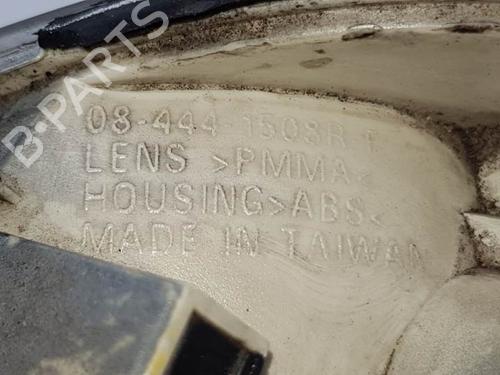 08-444-1508R-F
LENS >PMMA<
HOUSING>ABS<
MADE IN TAIWAN
B-PARTS